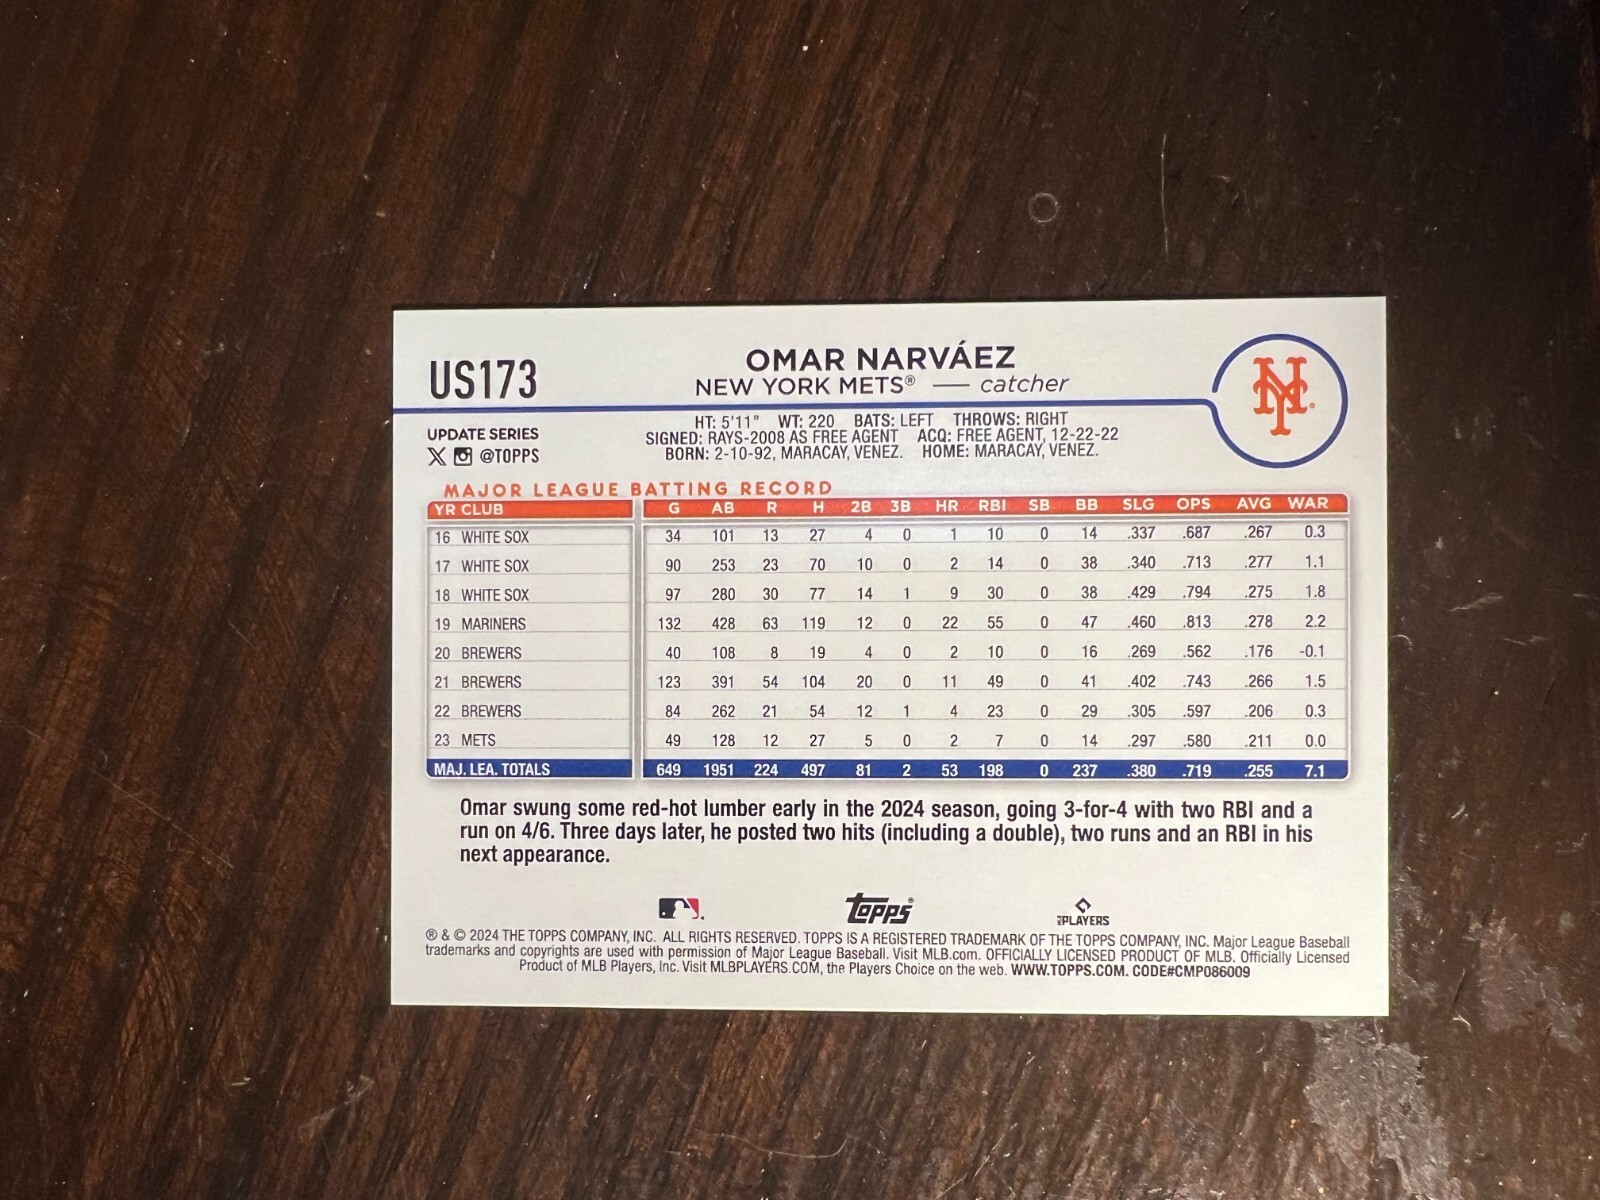 US173
OMAR NARVÁEZ
NEW YORK METS® — catcher
UPDATE SERIES
@TOPPS
HT: 5'11" WT: 220 BATS: LEFT THROWS: RIGHT
SIGNED: RAYS-2008 AS FREE AGENT ACQ: FREE AGENT, 12-22-22
BORN: 2-10-92, MARACAY, VENEZ. HOME: MARACAY, VENEZ.
NY
MAJOR LEAGUE BATTING RECORD
YR CLUB G AB R H 2B 3B HR RBI SB BB SLG OPS AVG WAR
16 WHITE SOX 34 101 13 27 4 0 1 10 0 14 .337 .687 .267 0.3
17 WHITE SOX 90 253 23 70 10 0 2 14 0 38 .340 .713 .277 1.1
18 WHITE SOX 97 280 30 77 14 1 9 30 0 38 .429 .794 .275 1.8
19 MARINERS 132 428 63 119 12 0 22 55 0 47 .460 .813 .278 2.2
20 BREWERS 40 108 8 19 4 0 2 10 0 16 .269 .562 .176 -0.1
21 BREWERS 123 391 54 104 20 0 11 49 0 41 .402 .743 .266 1.5
22 BREWERS 84 262 21 54 12 1 4 23 0 29 .305 .597 .206 0.3
23 METS 49 128 12 27 5 0 2 7 0 14 .297 .580 .211 0.0
MAJ. LEA. TOTALS 649 1951 224 497 81 2 53 198 0 237 .380 .719 .255 7.1
Omar swung some red-hot lumber early in the 2024 season, going 3-for-4 with two RBI and a
run on 4/6. Three days later, he posted two hits (including a double), two runs and an RBI in his
next appearance.
topps®
MLB PLAYERS
® & © 2024 THE TOPPS COMPANY, INC. ALL RIGHTS RESERVED. TOPPS IS A REGISTERED TRADEMARK OF THE TOPPS COMPANY, INC. Major League Baseball
trademarks and copyrights are used with permission of Major League Baseball. Visit MLB.com. OFFICIALLY LICENSED PRODUCT OF MLB. Officially Licensed
Product of MLB Players, Inc. Visit MLBPLAYERS.COM, the Players Choice on the web. WWW.TOPPS.COM. CODE#CMP086009